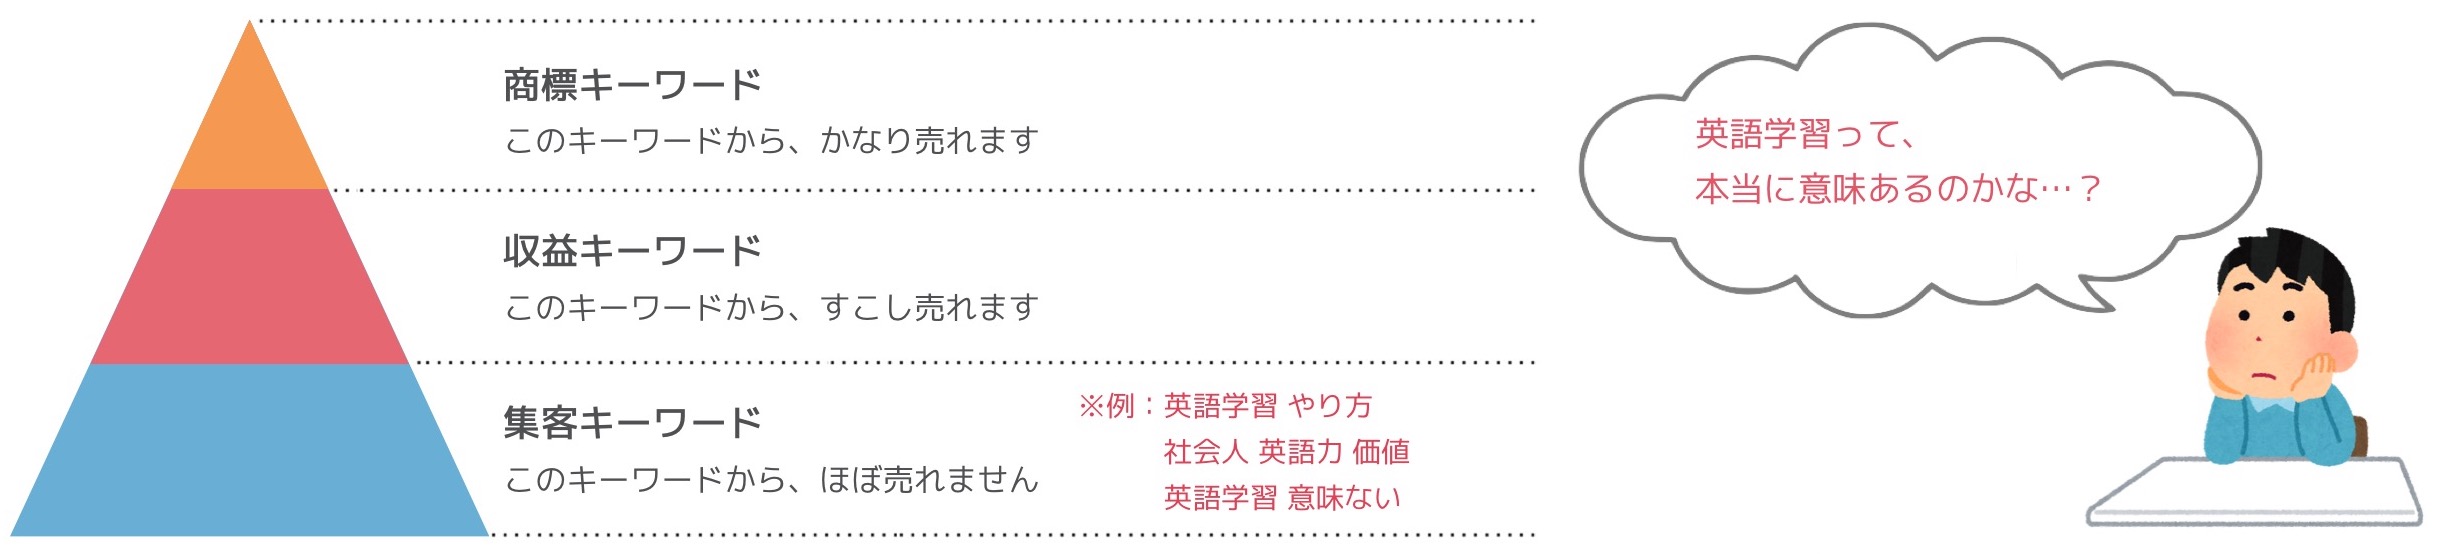 商標キーワード
このキーワードから、かなり売れます
収益キーワード
このキーワードから、すこし売れます
集客キーワード
このキーワードから、ほぼ売れません
※例：英語学習 やり方
社会人 英語力 価値
英語学習 意味ない
英語学習って、
本当に意味あるのかな…？